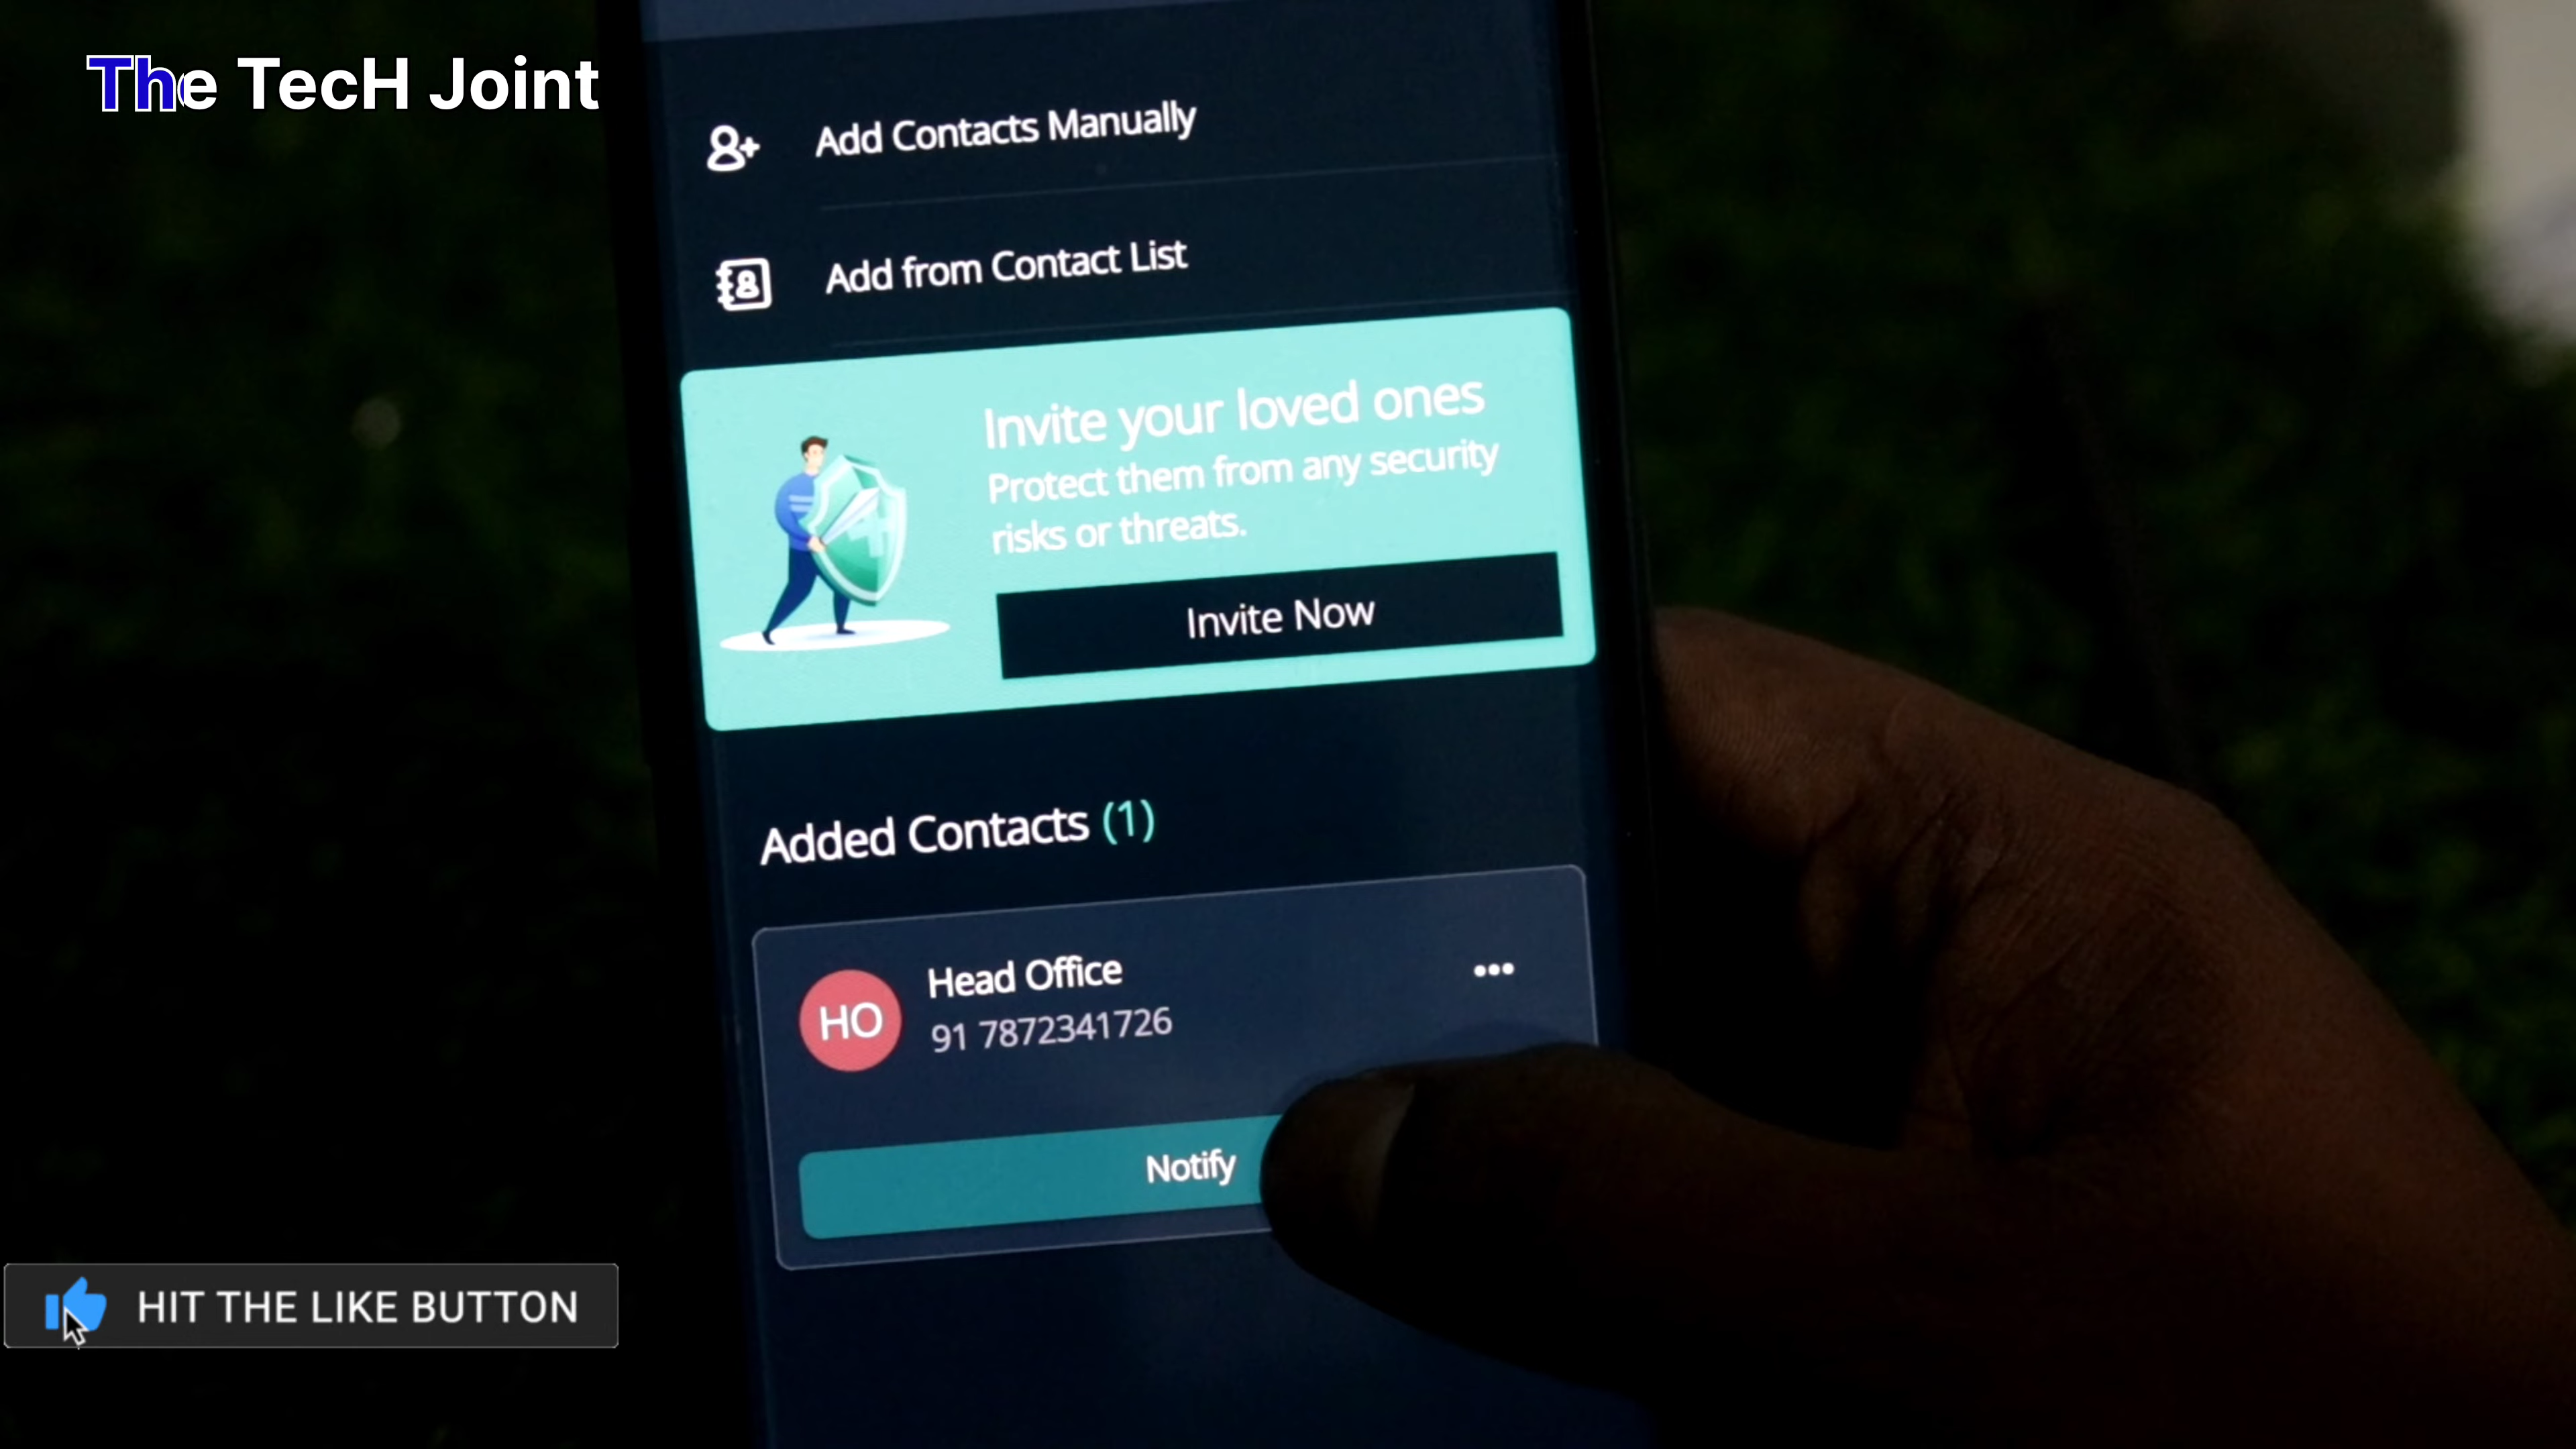 The TecH Joint
Add Contacts Manually
Add from Contact List
Invite your loved ones
Protect them from any security
risks or threats.
Invite Now
Added Contacts (1)
HO
Head Office
91 7872341726
Notify
HIT THE LIKE BUTTON